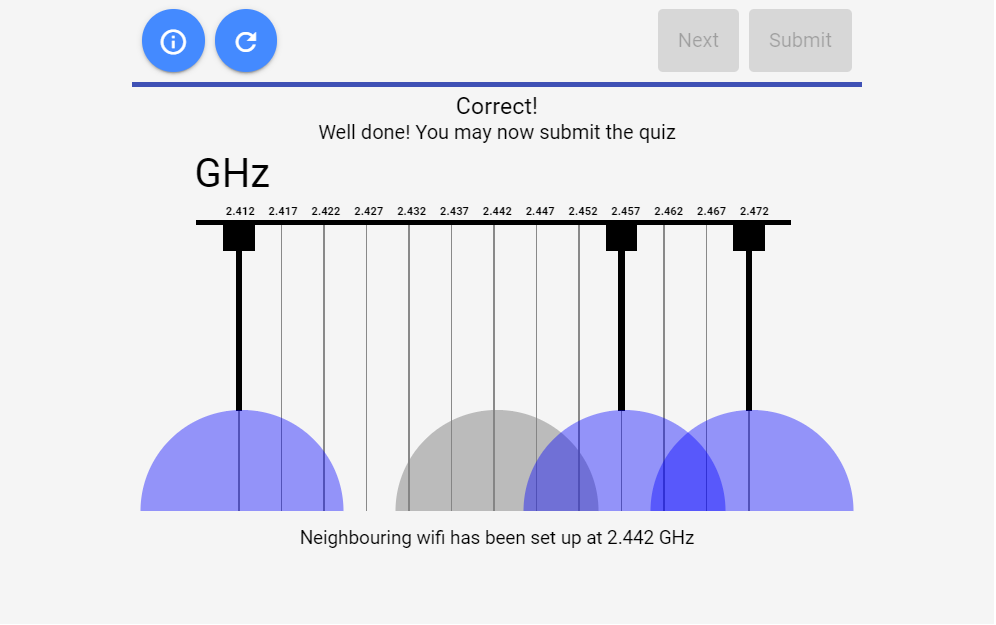 Next Submit
Correct!
Well done! You may now submit the quiz
GHz
2.412 2.417 2.422 2.427 2.432 2.437 2.442 2.447 2.452 2.457 2.462 2.467 2.472
Neighbouring wifi has been set up at 2.442 GHz